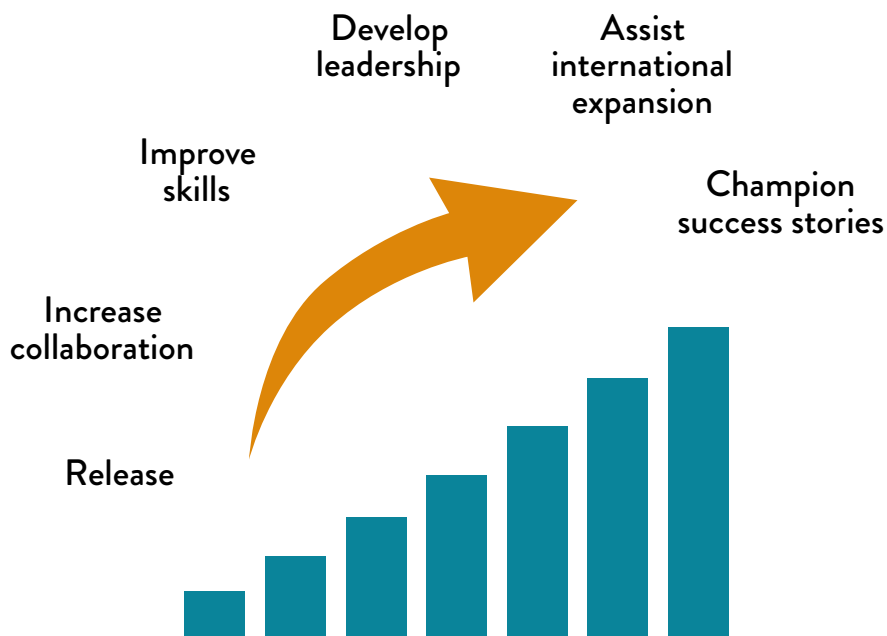 Develop
leadership
Assist
international
expansion
Improve
skills
Champion
success stories
Increase
collaboration
Release